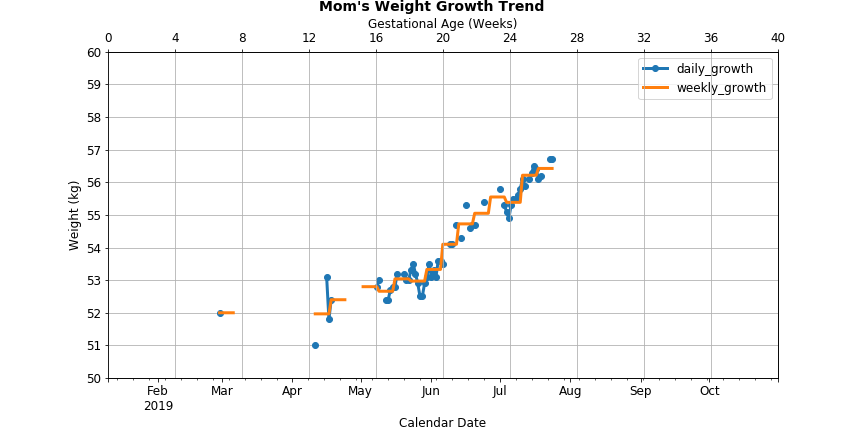 Mom's Weight Growth Trend
Gestational Age (Weeks)
0 4 8 12 16 20 24 28 32 36 40
60
59
58
57
56
55
54
53
52
51
50
Weight (kg)
daily_growth
weekly_growth
Feb Mar Apr May Jun Jul Aug Sep Oct
2019
Calendar Date